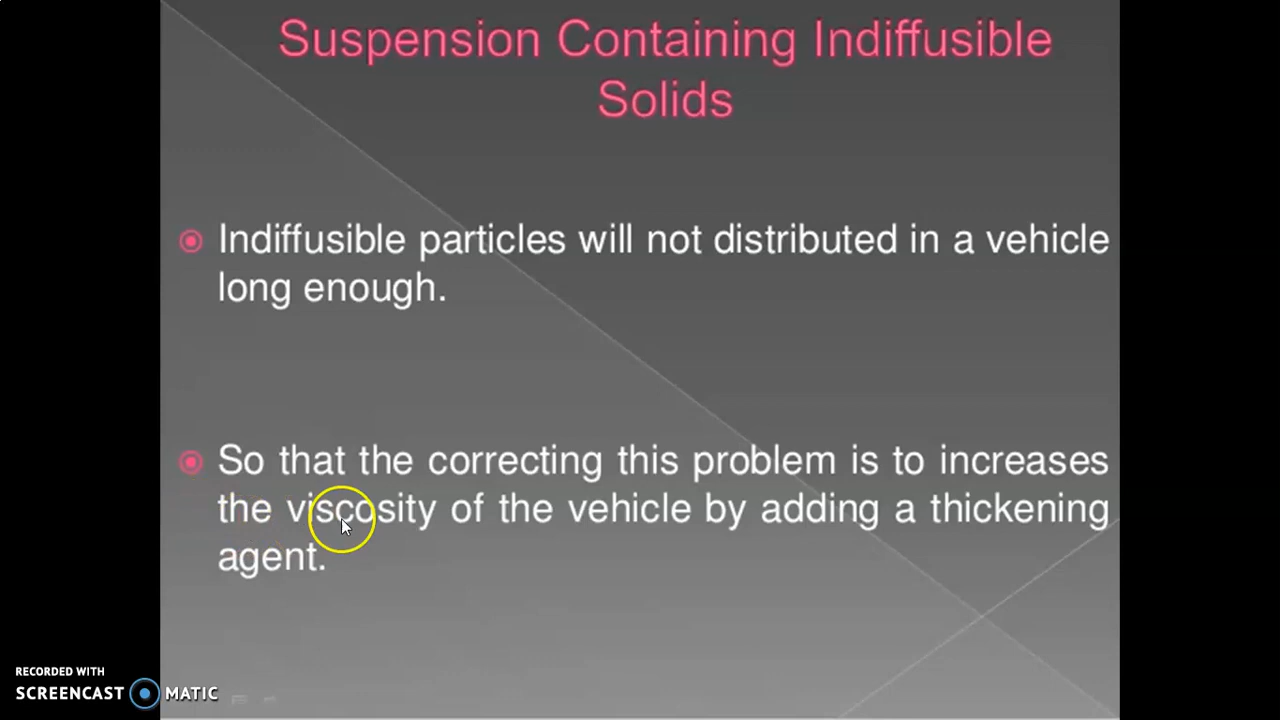 Suspension Containing Indiffusible
Solids
Indiffusible particles will not distributed in a vehicle
long enough.
So that the correcting this problem is to increases
the viscosity of the vehicle by adding a thickening
agent.
RECORDED WITH
SCREENCAST MATIC